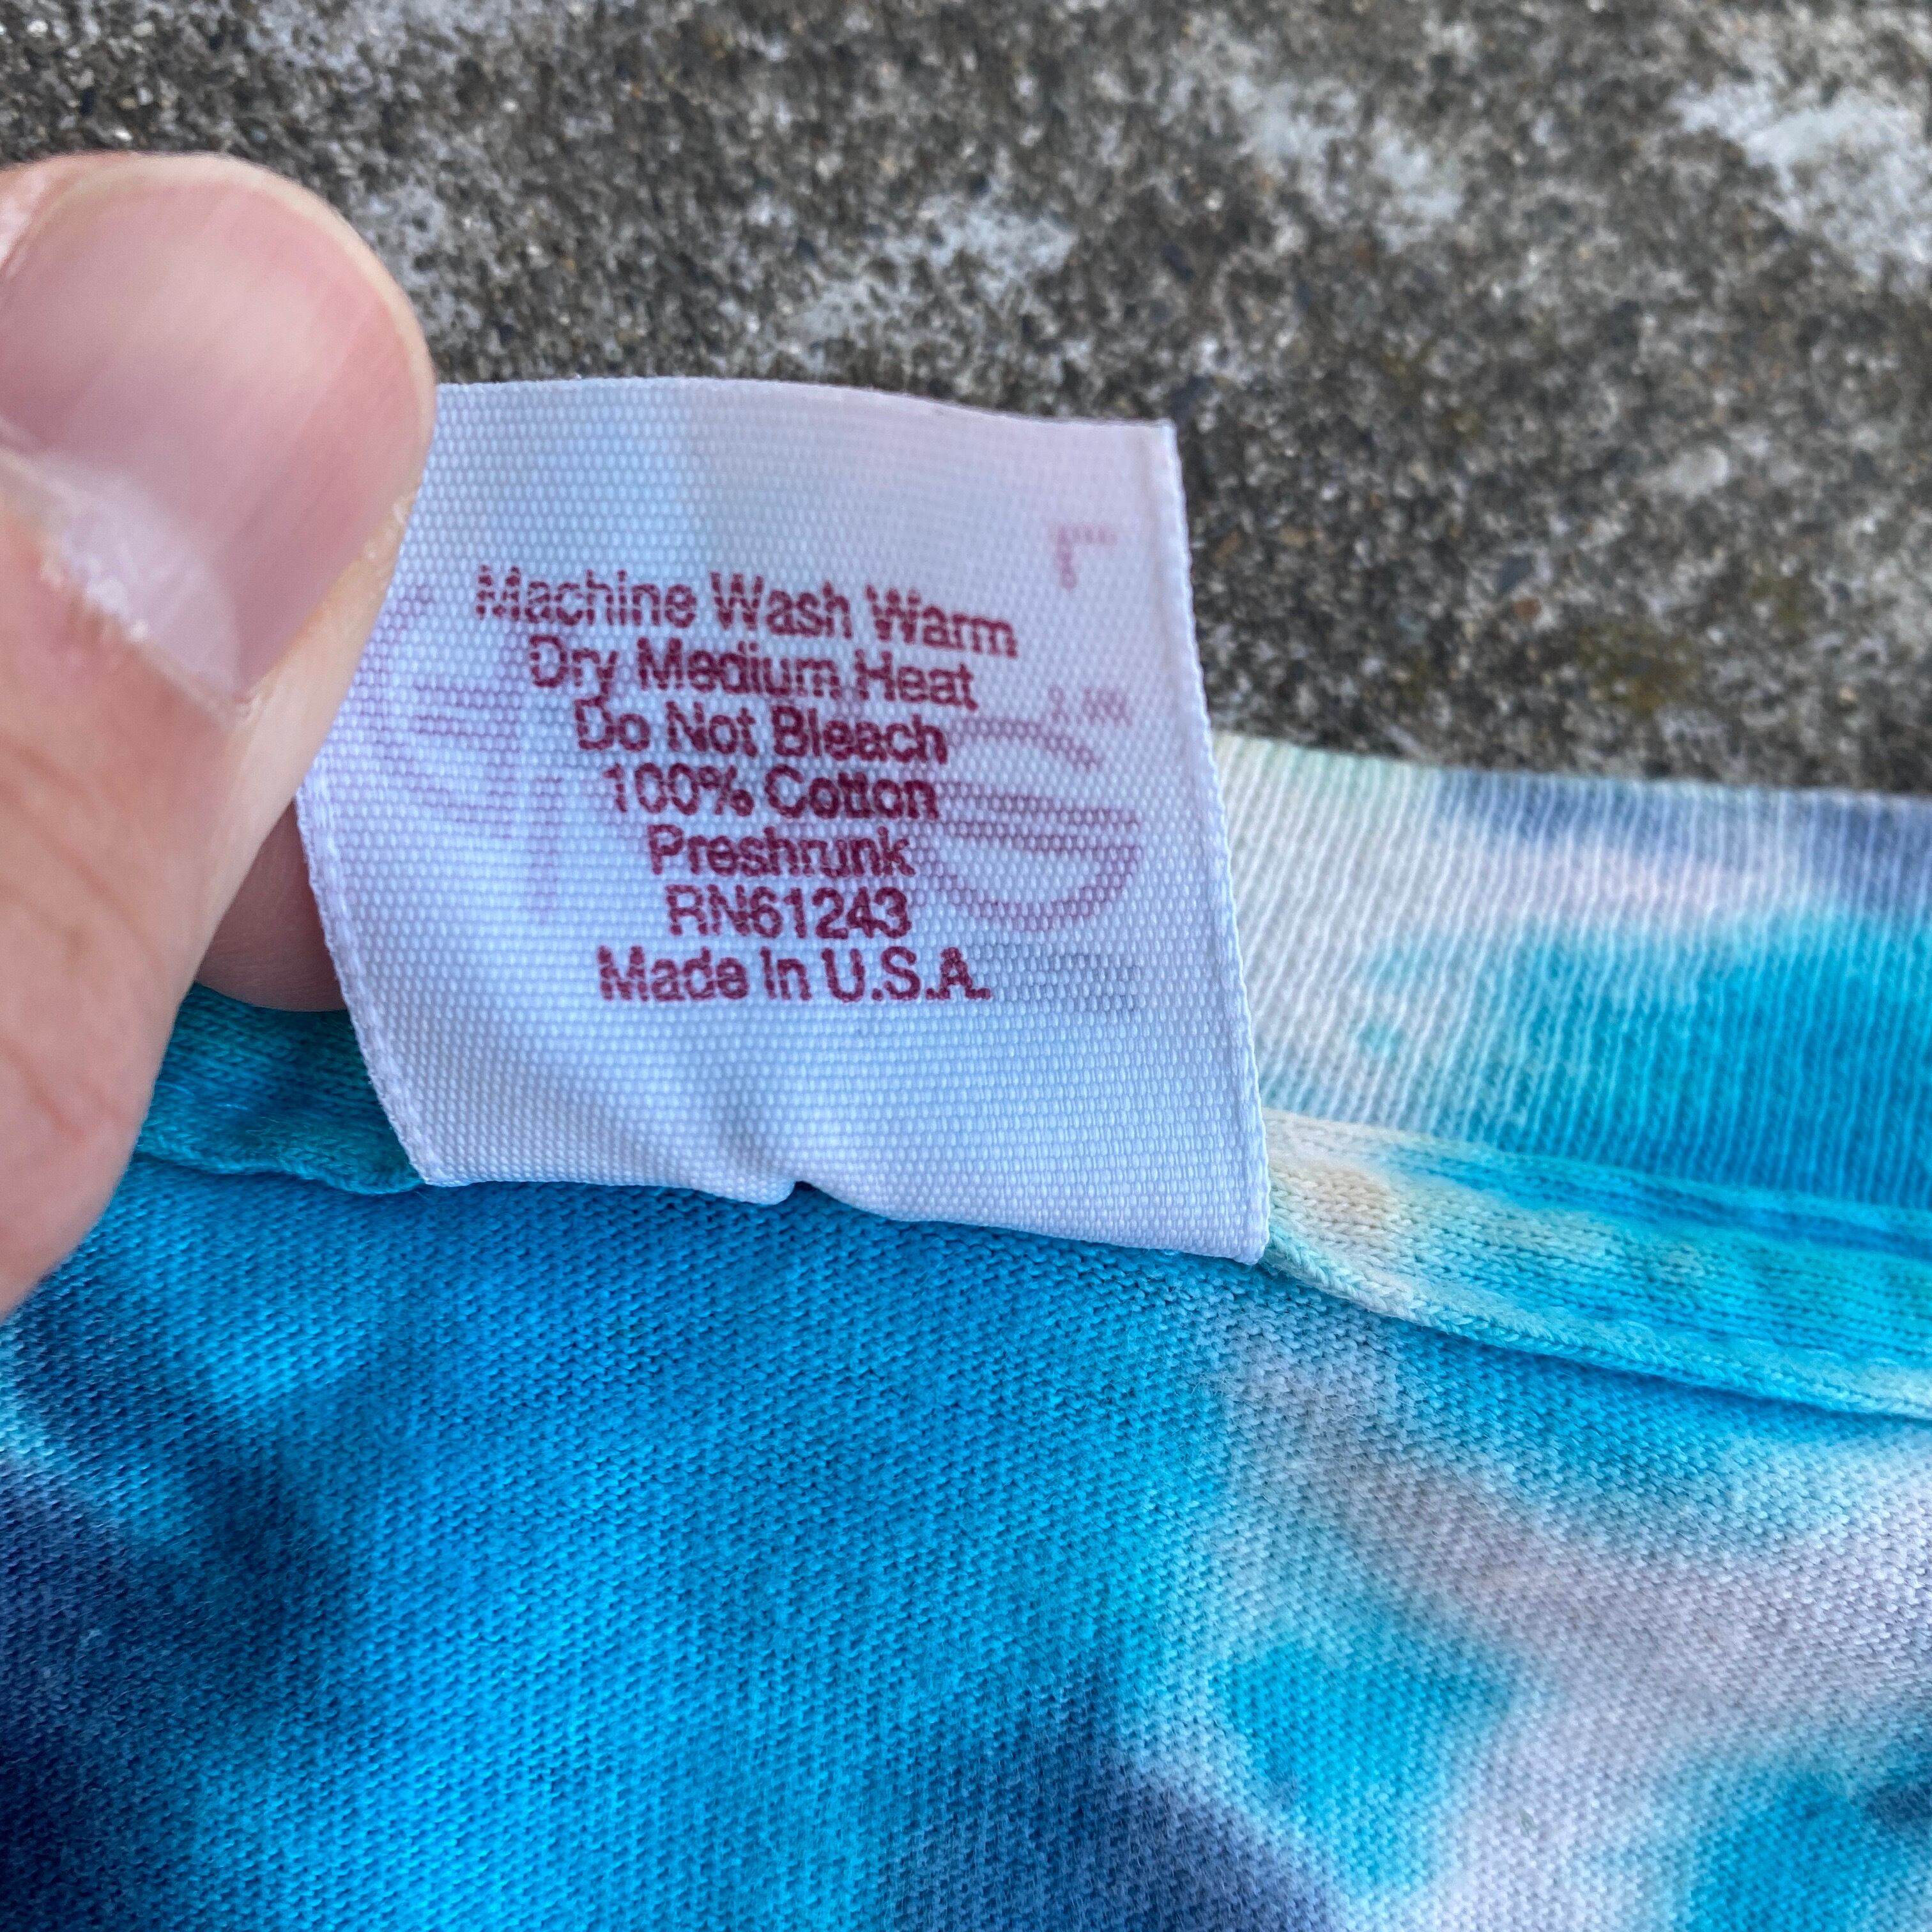 Machine Wash Warm
Dry Medium Heat
Do Not Bleach
100% Cotton
Preshrunk
RN61243
Made In U.S.A.